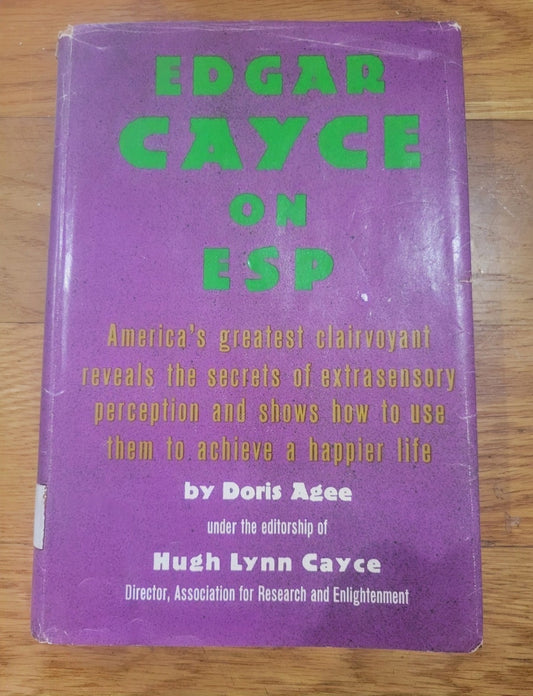 EDGAR
CAYCE
ON
ESP
America's greatest clairvoyant
reveals the secrets of extrasensory
perception and shows how to use
them to achieve a happier life
by Doris Agee
under the editorship of
Hugh Lynn Cayce
Director, Association for Research and Enlightenment